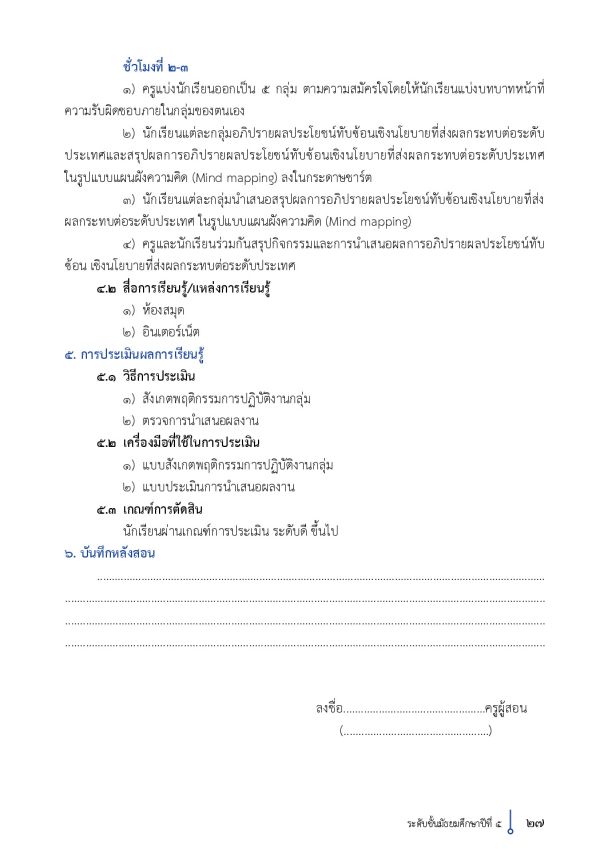 ชั่วโมงที่ ๒-๓
๑) ครูแบ่งนักเรียนออกเป็น ๕ กลุ่ม ตามความสมัครใจโดยให้นักเรียนแบ่งบทบาทหน้าที่
ความรับผิดชอบภายในกลุ่มของตนเอง
๒) นักเรียนแต่ละกลุ่มอภิปรายผลประโยชน์ทับซ้อนเชิงนโยบายที่ส่งผลกระทบต่อระดับ
ประเทศและสรุปผลการอภิปรายผลประโยชน์ทับซ้อนเชิงนโยบายที่ส่งผลกระทบต่อระดับประเทศ
ในรูปแบบแผนผังความคิด (Mind mapping) ลงในกระดาษชาร์ต
๓) นักเรียนแต่ละกลุ่มนำเสนอสรุปผลการอภิปรายผลประโยชน์ทับซ้อนเชิงนโยบายที่ส่ง
ผลกระทบต่อระดับประเทศ ในรูปแบบแผนผังความคิด (Mind mapping)
๔) ครูและนักเรียนร่วมกันสรุปกิจกรรมและการนำเสนอผลการอภิปรายผลประโยชน์ทับ
ซ้อน เชิงนโยบายที่ส่งผลกระทบต่อระดับประเทศ
๔.๒ สื่อการเรียนรู้/แหล่งการเรียนรู้
๑) ห้องสมุด
๒) อินเตอร์เน็ต
๕. การประเมินผลการเรียนรู้
๕.๑ วิธีการประเมิน
๑) สังเกตพฤติกรรมการปฏิบัติงานกลุ่ม
๒) ตรวจการนำเสนอผลงาน
๕.๒ เครื่องมือที่ใช้ในการประเมิน
๑) แบบสังเกตพฤติกรรมการปฏิบัติงานกลุ่ม
๒) แบบประเมินการนำเสนอผลงาน
๕.๓ เกณฑ์การตัดสิน
นักเรียนผ่านเกณฑ์การประเมิน ระดับดี ขึ้นไป
๖. บันทึกหลังสอน
................................................................................
................................................................................
................................................................................
................................................................................
ลงชื่อ................................................ครูผู้สอน
(.................................................)
ระดับชั้นมัธยมศึกษาปีที่ ๕ ๒๗